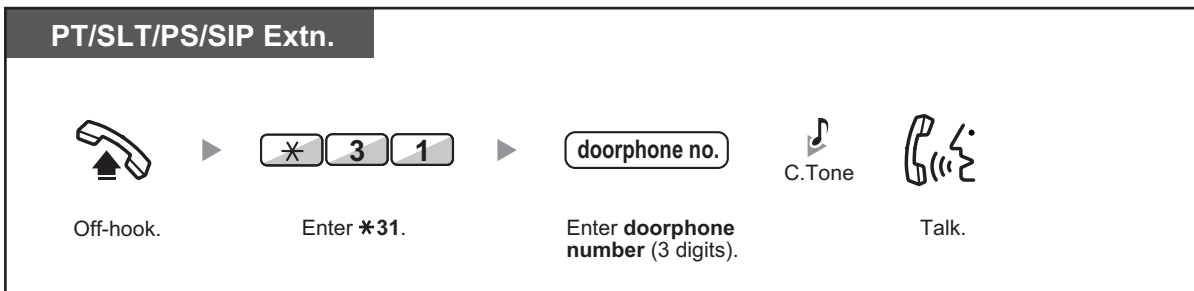 PT/SLT/PS/SIP Extn.
* 3 1
doorphone no.
C.Tone
Off-hook.
Enter *31.
Enter doorphone
number (3 digits).
Talk.